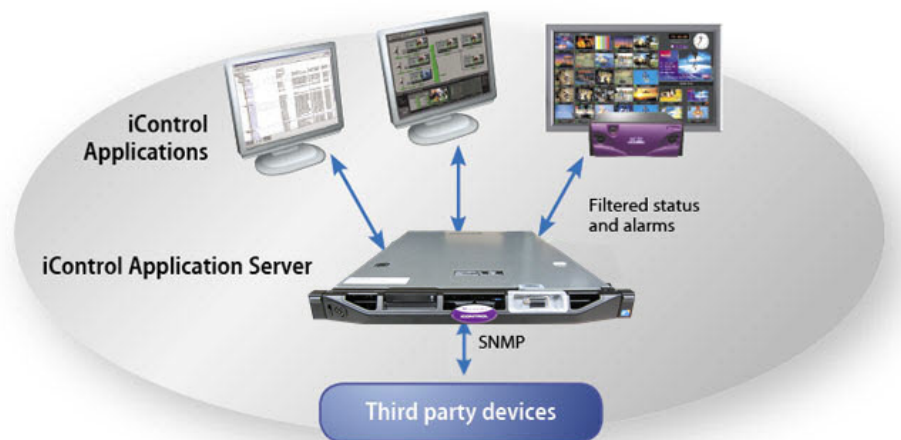 iControl
Applications
Filtered status
and alarms
iControl Application Server
SNMP
Third party devices